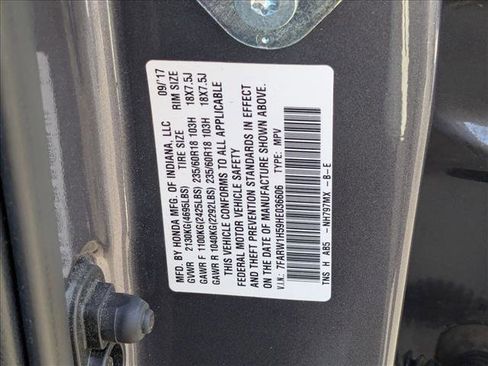 MFD. BY HONDA MFG. OF INDIANA, LLC 09/'17
TIRE SIZE RIM SIZE
GVWR 2130KG(4695LBS)
GAWR F 1100KG(2425LBS) 235/60R18 103H 18X7.5J
GAWR R 1040KG(2292LBS) 235/60R18 103H 18X7.5J
THIS VEHICLE CONFORMS TO ALL APPLICABLE
FEDERAL MOTOR VEHICLE SAFETY
AND THEFT PREVENTION STANDARDS IN EFFECT
ON THE DATE OF MANUFACTURE SHOWN ABOVE.
V.I.N.: 7FARW1H59HE036606 TYPE: MPV
TNS H AB5 -NH797MX -B-E